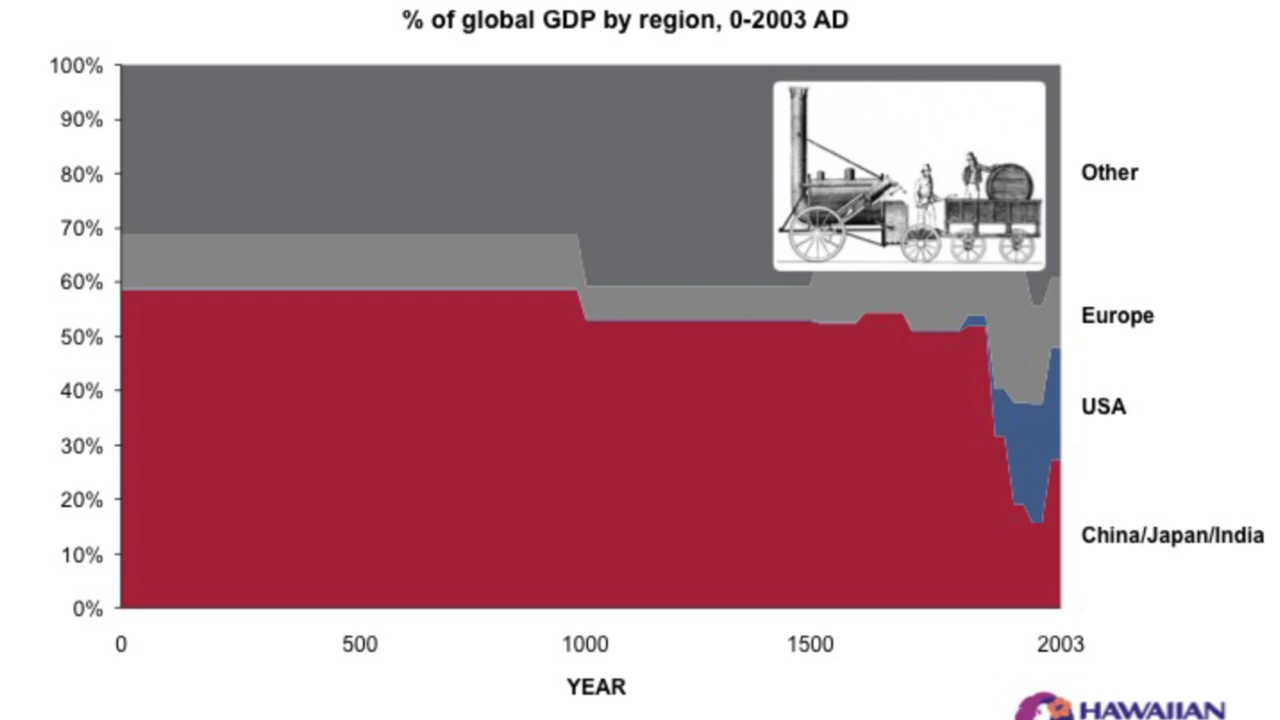 % of global GDP by region, 0-2003 AD
100%
90%
80%
70%
60%
50%
40%
30%
20%
10%
0%
Other
Europe
USA
China/Japan/India
0 500 1000 1500 2003
YEAR
HAWAIIAN